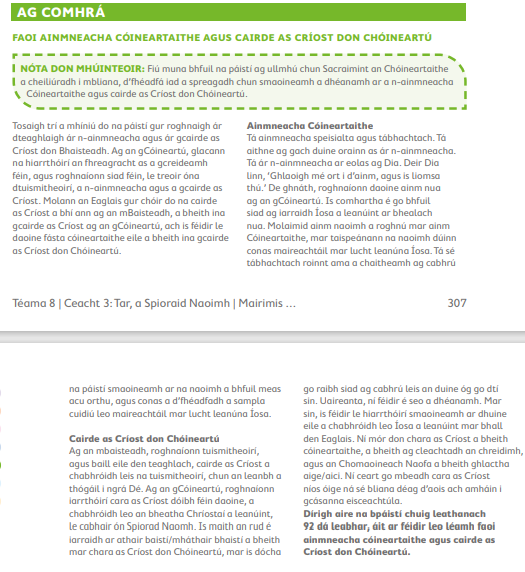 AG COMHRÁ
FAOI AINMNEACHA CÓINEARTAITHE AGUS CAIRDE AS CRÍOST DON CHÓINEARTÚ
NÓTA DON MHÚINTEOIR: Fiú muna bhfuil na páistí ag ullmhú chun Sacraimint an Chóineartaithe
a cheiliúradh i mbliana, d'fhéadfá iad a spreagadh chun smaoineamh a dhéanamh ar a n-ainmneacha
Cóineartaithe agus cairde as Críost don Chóineartú.
Tosaigh trí a mhíniú do na páistí gur roghnaigh ár
dteaghlaigh ár n-ainmneacha agus ár gcairde as
Críost don Bhaisteadh. Ag an gCóineartú, glacann
na hiarrthóirí an fhreagracht as a gcreideamh
féin, agus roghnaíonn siad féin, le treoir óna
dtuismitheoirí, a n-ainmneacha agus a gcairde as
Críost. Molann an Eaglais gur chóir do na cairde
as Críost a bhí ann ag an mBaisteadh, a bheith ina
gcairde as Críost ag an gCóineartú, ach is féidir le
daoine fásta cóineartaithe eile a bheith ina gcairde
as Críost don Chóineartú.
Ainmneacha Cóineartaithe
Tá ainmneacha speisialta agus tábhachtach. Tá
aithne ag gach duine orainn as ár n-ainmneacha.
Tá ár n-ainmneacha ar eolas ag Dia. Deir Dia
linn, 'Ghlaoigh mé ort i d'ainm, agus is liomsa
thú.' De ghnáth, roghnaíonn daoine ainm nua
ag an gCóineartú. Is comhartha é go bhfuil
siad ag iarraidh Íosa a leanúint ar bhealach
nua. Molaimid ainm naoimh a roghnú mar ainm
Cóineartaithe, mar taispeánann na naoimh dúinn
conas maireachtáil mar lucht leanúna Íosa. Tá sé
tábhachtach roinnt ama a chaitheamh ag cabhrú
Téama 8 | Ceacht 3: Tar, a Spioraid Naoimh | Mairimis ...
307
na páistí smaoineamh ar na naoimh a bhfuil meas
acu orthu, agus conas a d'fhéadfadh a sampla
cuidiú leo maireachtáil mar lucht leanúna Íosa.
Cairde as Críost don Chóineartú
Ag an mbaisteadh, roghnaíonn tuismitheoirí,
agus baill eile den teaghlach, cairde as Críost a
chabhróidh leis na tuismitheoirí, chun an leanbh a
thógáil i ngrá Dé. Ag an gCóineartú, roghnaíonn
iarrthóirí cara as Críost dóibh féin daoine, a
chabhróidh leo an bheatha Chríostaí a leanúint,
le cabhair ón Spiorad Naomh. Is maith an rud é
iarraidh ar athair baistí/mháthair bhaistí a bheith
mar chara as Críost don Chóineartú, mar is dócha
go raibh siad ag cabhrú leis an duine óg go dtí
sin. Uaireanta, ní féidir é seo a dhéanamh. Mar
sin, is féidir le hiarrthóirí smaoineamh ar dhuine
eile a chabhróidh leo Íosa a leanúint mar bhall
den Eaglais. Ní mór don chara as Críost a bheith
cóineartaithe, a bheith ag cleachtadh an chreidimh,
agus an Chomaoineach Naofa a bheith ghlactha
aige/aici. Ní ceart go mbeadh cara as Críost
níos óige ná sé bliana déag d'aois ach amháin i
gcásanna eisceachtúla.
Dírigh aire na bpáistí chuig leathanach
92 dá leabhar, áit ar féidir leo léamh faoi
ainmneacha cóineartaithe agus cairde as
Críost don Chóineartú.